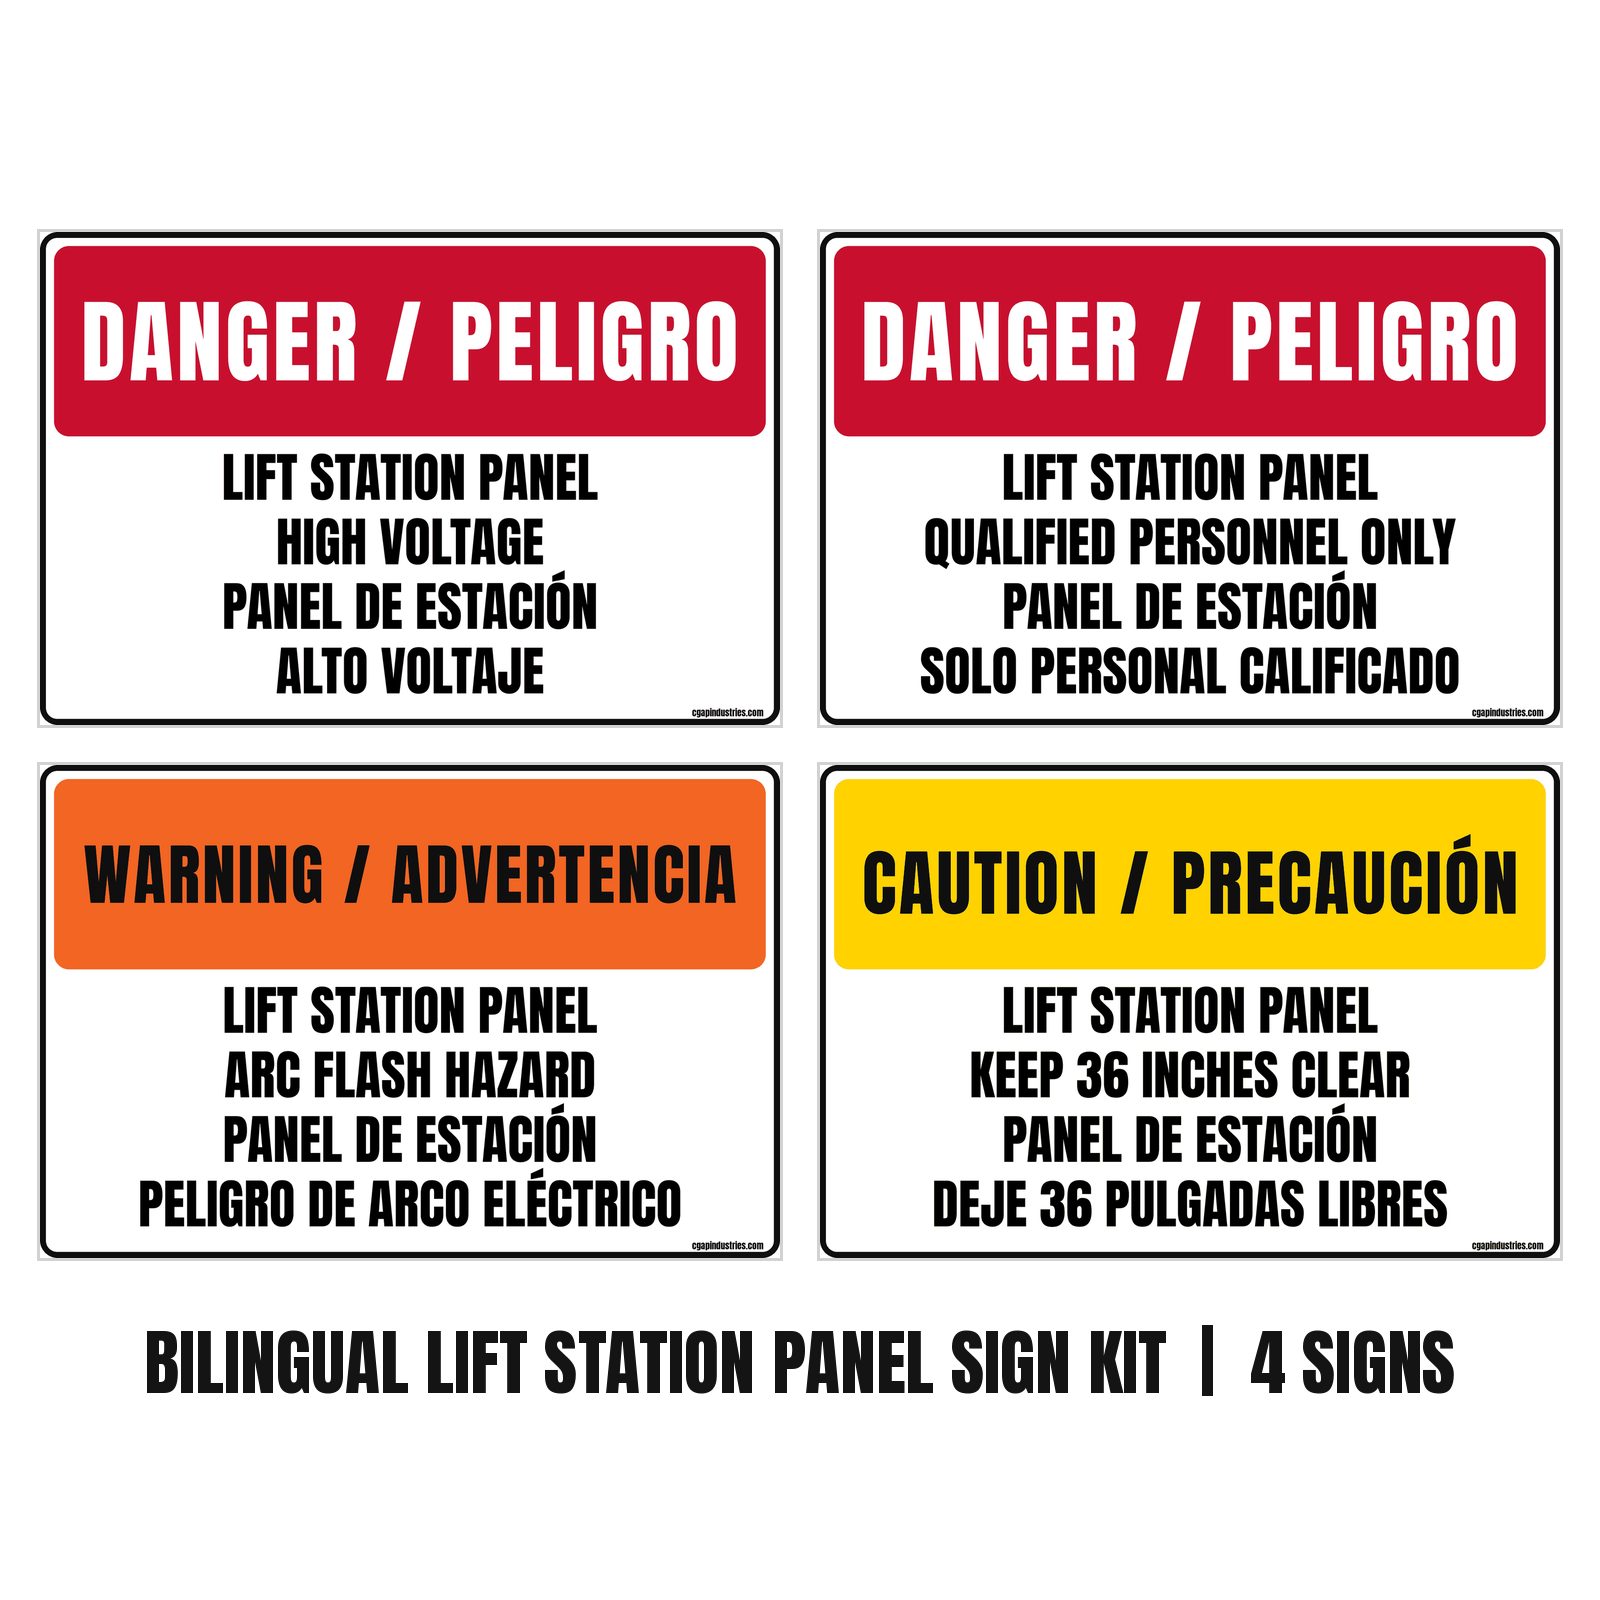 DANGER / PELIGRO
LIFT STATION PANEL
HIGH VOLTAGE
PANEL DE ESTACIÓN
ALTO VOLTAJE
cgapindustries.com
DANGER / PELIGRO
LIFT STATION PANEL
QUALIFIED PERSONNEL ONLY
PANEL DE ESTACIÓN
SOLO PERSONAL CALIFICADO
cgapindustries.com
WARNING / ADVERTENCIA
LIFT STATION PANEL
ARC FLASH HAZARD
PANEL DE ESTACIÓN
PELIGRO DE ARCO ELÉCTRICO
cgapindustries.com
CAUTION / PRECAUCIÓN
LIFT STATION PANEL
KEEP 36 INCHES CLEAR
PANEL DE ESTACIÓN
DEJE 36 PULGADAS LIBRES
cgapindustries.com
BILINGUAL LIFT STATION PANEL SIGN KIT | 4 SIGNS